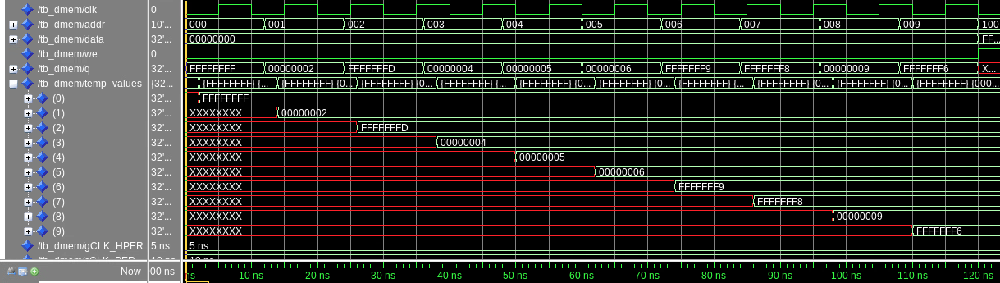 /tb_dmem/clk 0
/tb_dmem/addr 10'... 000 001 002 003 004 005 006 007 008 009 100
/tb_dmem/data 32'... 00000000 FF...
/tb_dmem/we 0
/tb_dmem/q 32'... FFFFFFFF 00000002 FFFFFFFD 00000004 00000005 00000006 FFFFFFF9 FFFFFFF8 00000009 FFFFFFF6 X...
/tb_dmem/temp_values {32... {FFFFFFFF} {... {FFFFFFFF} {0... {FFFFFFFF} {0... {FFFFFFFF} {0... {FFFFFFFF} {0... {FFFFFFFF} {0... {FFFFFFFF} {0... {FFFFFFFF} {0... {FFFFFFFF} {0... {FFFFFFFF} {000...
(0) 32'... FFFFFFFF
(1) 32'... XXXXXXXX 00000002
(2) 32'... XXXXXXXX FFFFFFFD
(3) 32'... XXXXXXXX 00000004
(4) 32'... XXXXXXXX 00000005
(5) 32'... XXXXXXXX 00000006
(6) 32'... XXXXXXXX FFFFFFF9
(7) 32'... XXXXXXXX FFFFFFF8
(8) 32'... XXXXXXXX 00000009
(9) 32'... XXXXXXXX FFFFFFF6
/tb_dmem/gCLK_HPER 5 ns 5 ns
Now 00 ns ns 10 ns 20 ns 30 ns 40 ns 50 ns 60 ns 70 ns 80 ns 90 ns 100 ns 110 ns 120 ns